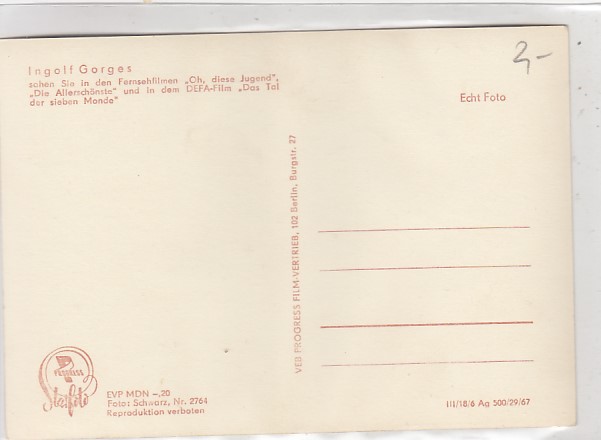 2,-
Ingolf Gorges
sahen Sie in den Fernsehfilmen „Oh, diese Jugend“,
„Die Allerschönste“ und in dem DEFA-Film „Das Tal
der sieben Monde“
Echt Foto
VEB PROGRESS FILM-VERTRIEB, 102 Berlin, Burgstr. 27
PROGRESS
Starfoto
EVP MDN –,20
Foto: Schwarz, Nr. 2764
Reproduktion verboten
III/18/6 Ag 500/29/67